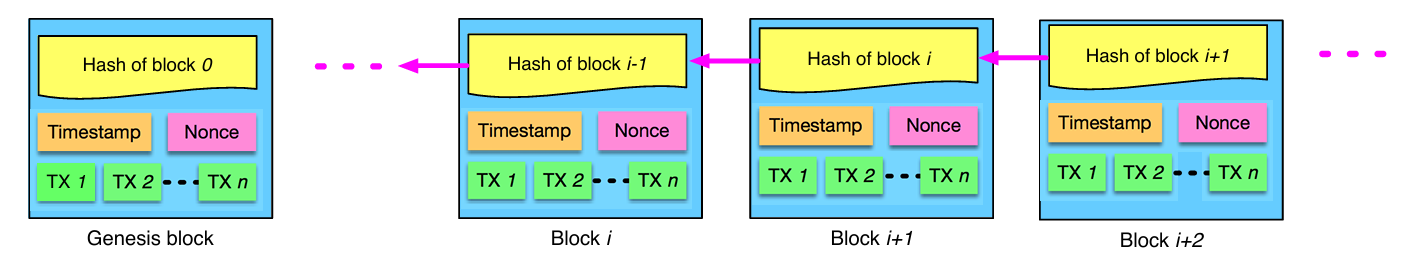 Hash of block 0
Timestamp
Nonce
TX 1
TX 2
TX n
Genesis block
Hash of block i-1
Timestamp
Nonce
TX 1
TX 2
TX n
Block i
Hash of block i
Timestamp
Nonce
TX 1
TX 2
TX n
Block i+1
Hash of block i+1
Timestamp
Nonce
TX 1
TX 2
TX n
Block i+2